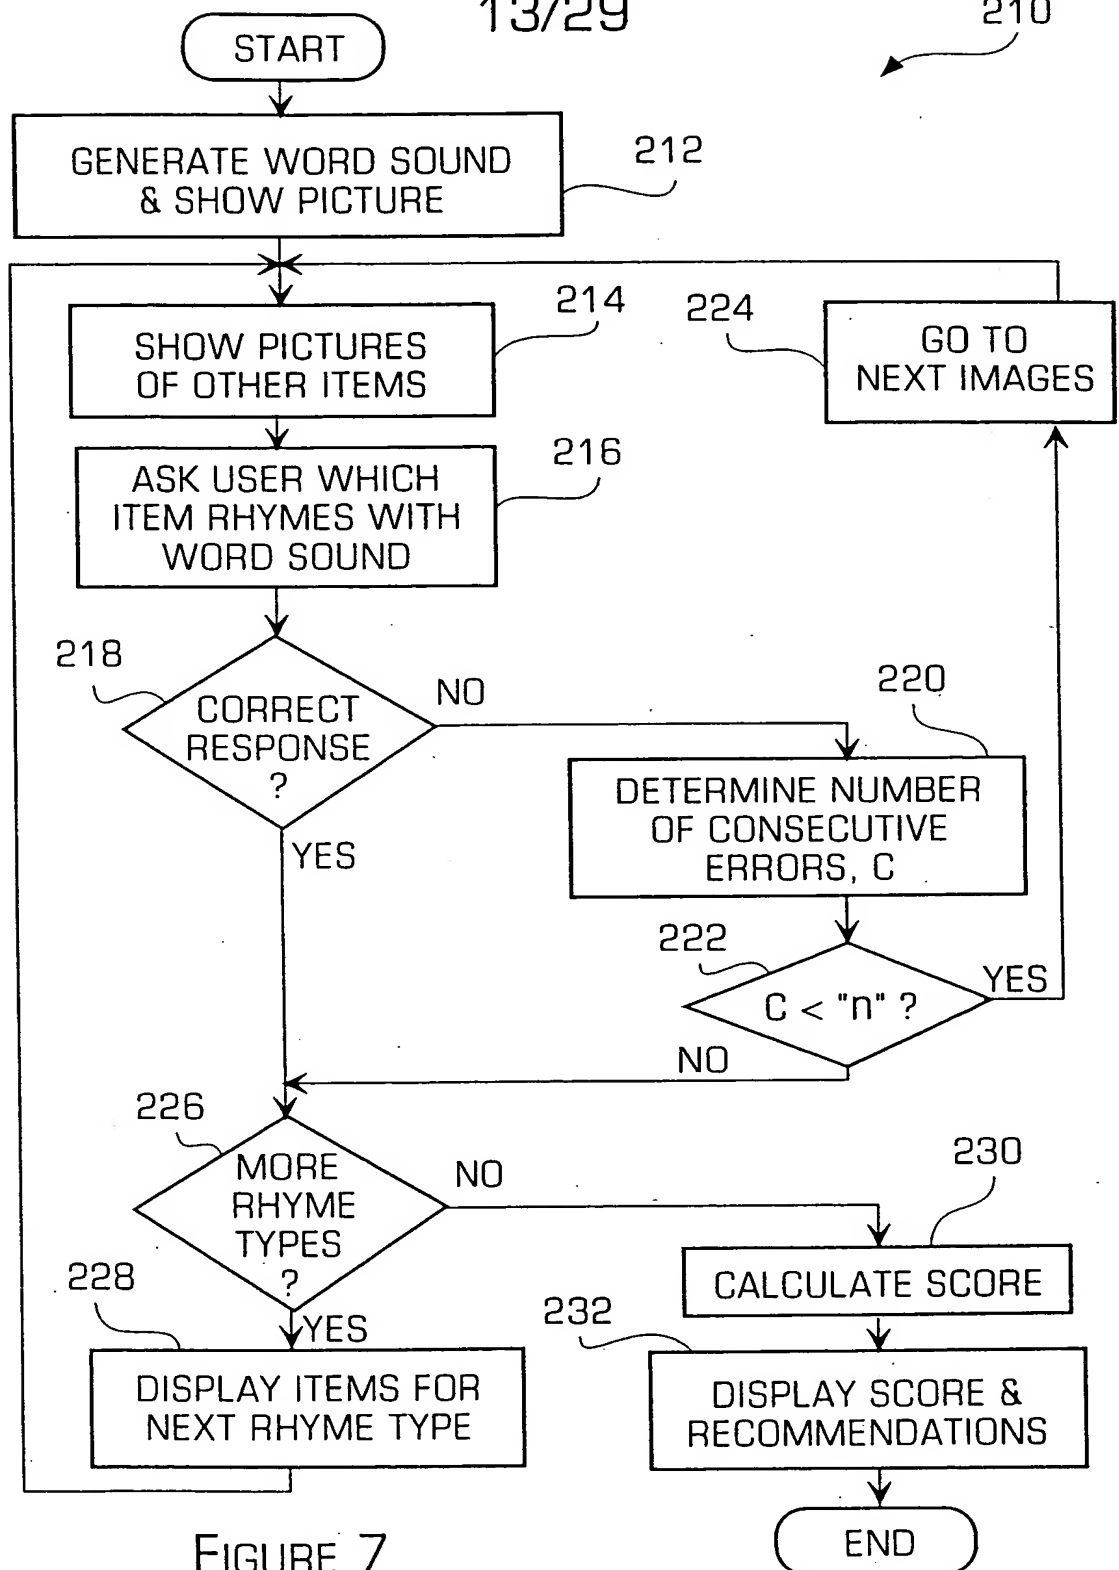 13/29
210
START
GENERATE WORD SOUND
& SHOW PICTURE
212
SHOW PICTURES
OF OTHER ITEMS
214
224
GO TO
NEXT IMAGES
ASK USER WHICH
ITEM RHYMES WITH
WORD SOUND
216
218
CORRECT
RESPONSE
?
NO
YES
220
DETERMINE NUMBER
OF CONSECUTIVE
ERRORS, C
222
C < "n" ?
YES
NO
226
MORE
RHYME
TYPES
?
NO
YES
230
CALCULATE SCORE
228
DISPLAY ITEMS FOR
NEXT RHYME TYPE
232
DISPLAY SCORE &
RECOMMENDATIONS
END
FIGURE 7